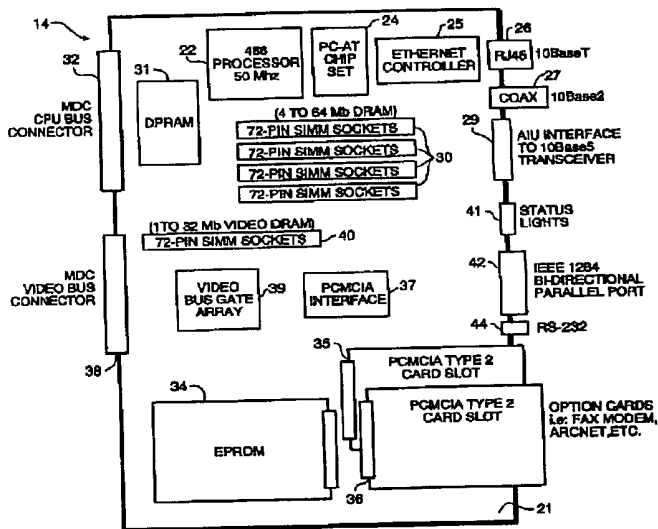 14
32
MDC
CPU BUS
CONNECTOR
31
DPRAM
22
486
PROCESSOR
50 Mhz
24
PC-AT
CHIP
SET
25
ETHERNET
CONTROLLER
26
RJ45
10BaseT
27
COAX
10Base2
29
AIU INTERFACE
TO 10Base5
TRANSCEIVER
(4 TO 64 Mb DRAM)
72-PIN SIMM SOCKETS
72-PIN SIMM SOCKETS
72-PIN SIMM SOCKETS
72-PIN SIMM SOCKETS
30
41
STATUS
LIGHTS
(1 TO 32 Mb VIDEO DRAM)
72-PIN SIMM SOCKETS
40
MDC
VIDEO BUS
CONNECTOR
38
VIDEO
BUS GATE
ARRAY
39
PCMCIA
INTERFACE
37
42
IEEE 1284
BI-DIRECTIONAL
PARALLEL PORT
44
RS-232
35
PCMCIA TYPE 2
CARD SLOT
34
EPROM
PCMCIA TYPE 2
CARD SLOT
36
OPTION CARDS
i.e: FAX MODEM,
ARCNET,ETC.
21